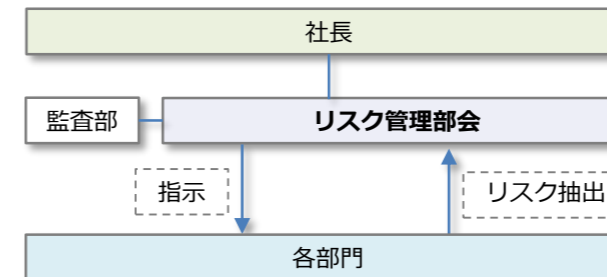 社長
監査部
リスク管理部会
指示
リスク抽出
各部門